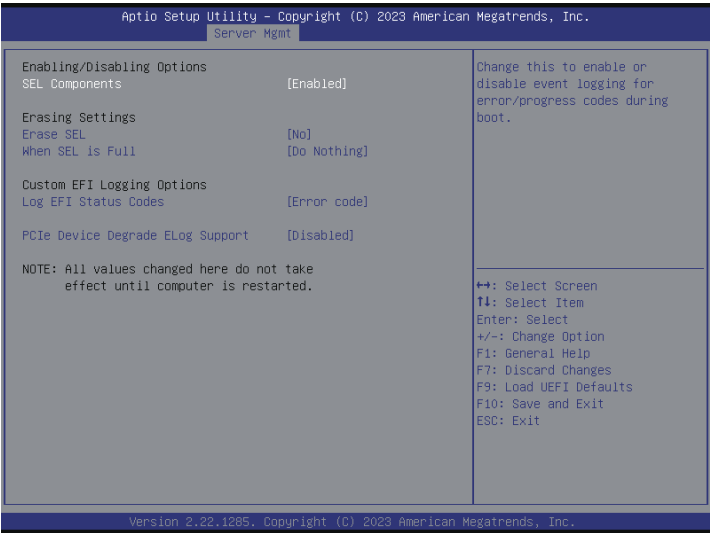 Aptio Setup Utility – Copyright (C) 2023 American Megatrends, Inc.
Server Mgmt
Enabling/Disabling Options
SEL Components [Enabled]
Erasing Settings
Erase SEL [No]
When SEL is Full [Do Nothing]
Custom EFI Logging Options
Log EFI Status Codes [Error code]
PCIe Device Degrade ELog Support [Disabled]
NOTE: All values changed here do not take
effect until computer is restarted.
Change this to enable or
disable event logging for
error/progress codes during
boot.
↔: Select Screen
↑↓: Select Item
Enter: Select
+/-: Change Option
F1: General Help
F7: Discard Changes
F9: Load UEFI Defaults
F10: Save and Exit
ESC: Exit
Version 2.22.1285. Copyright (C) 2023 American Megatrends, Inc.